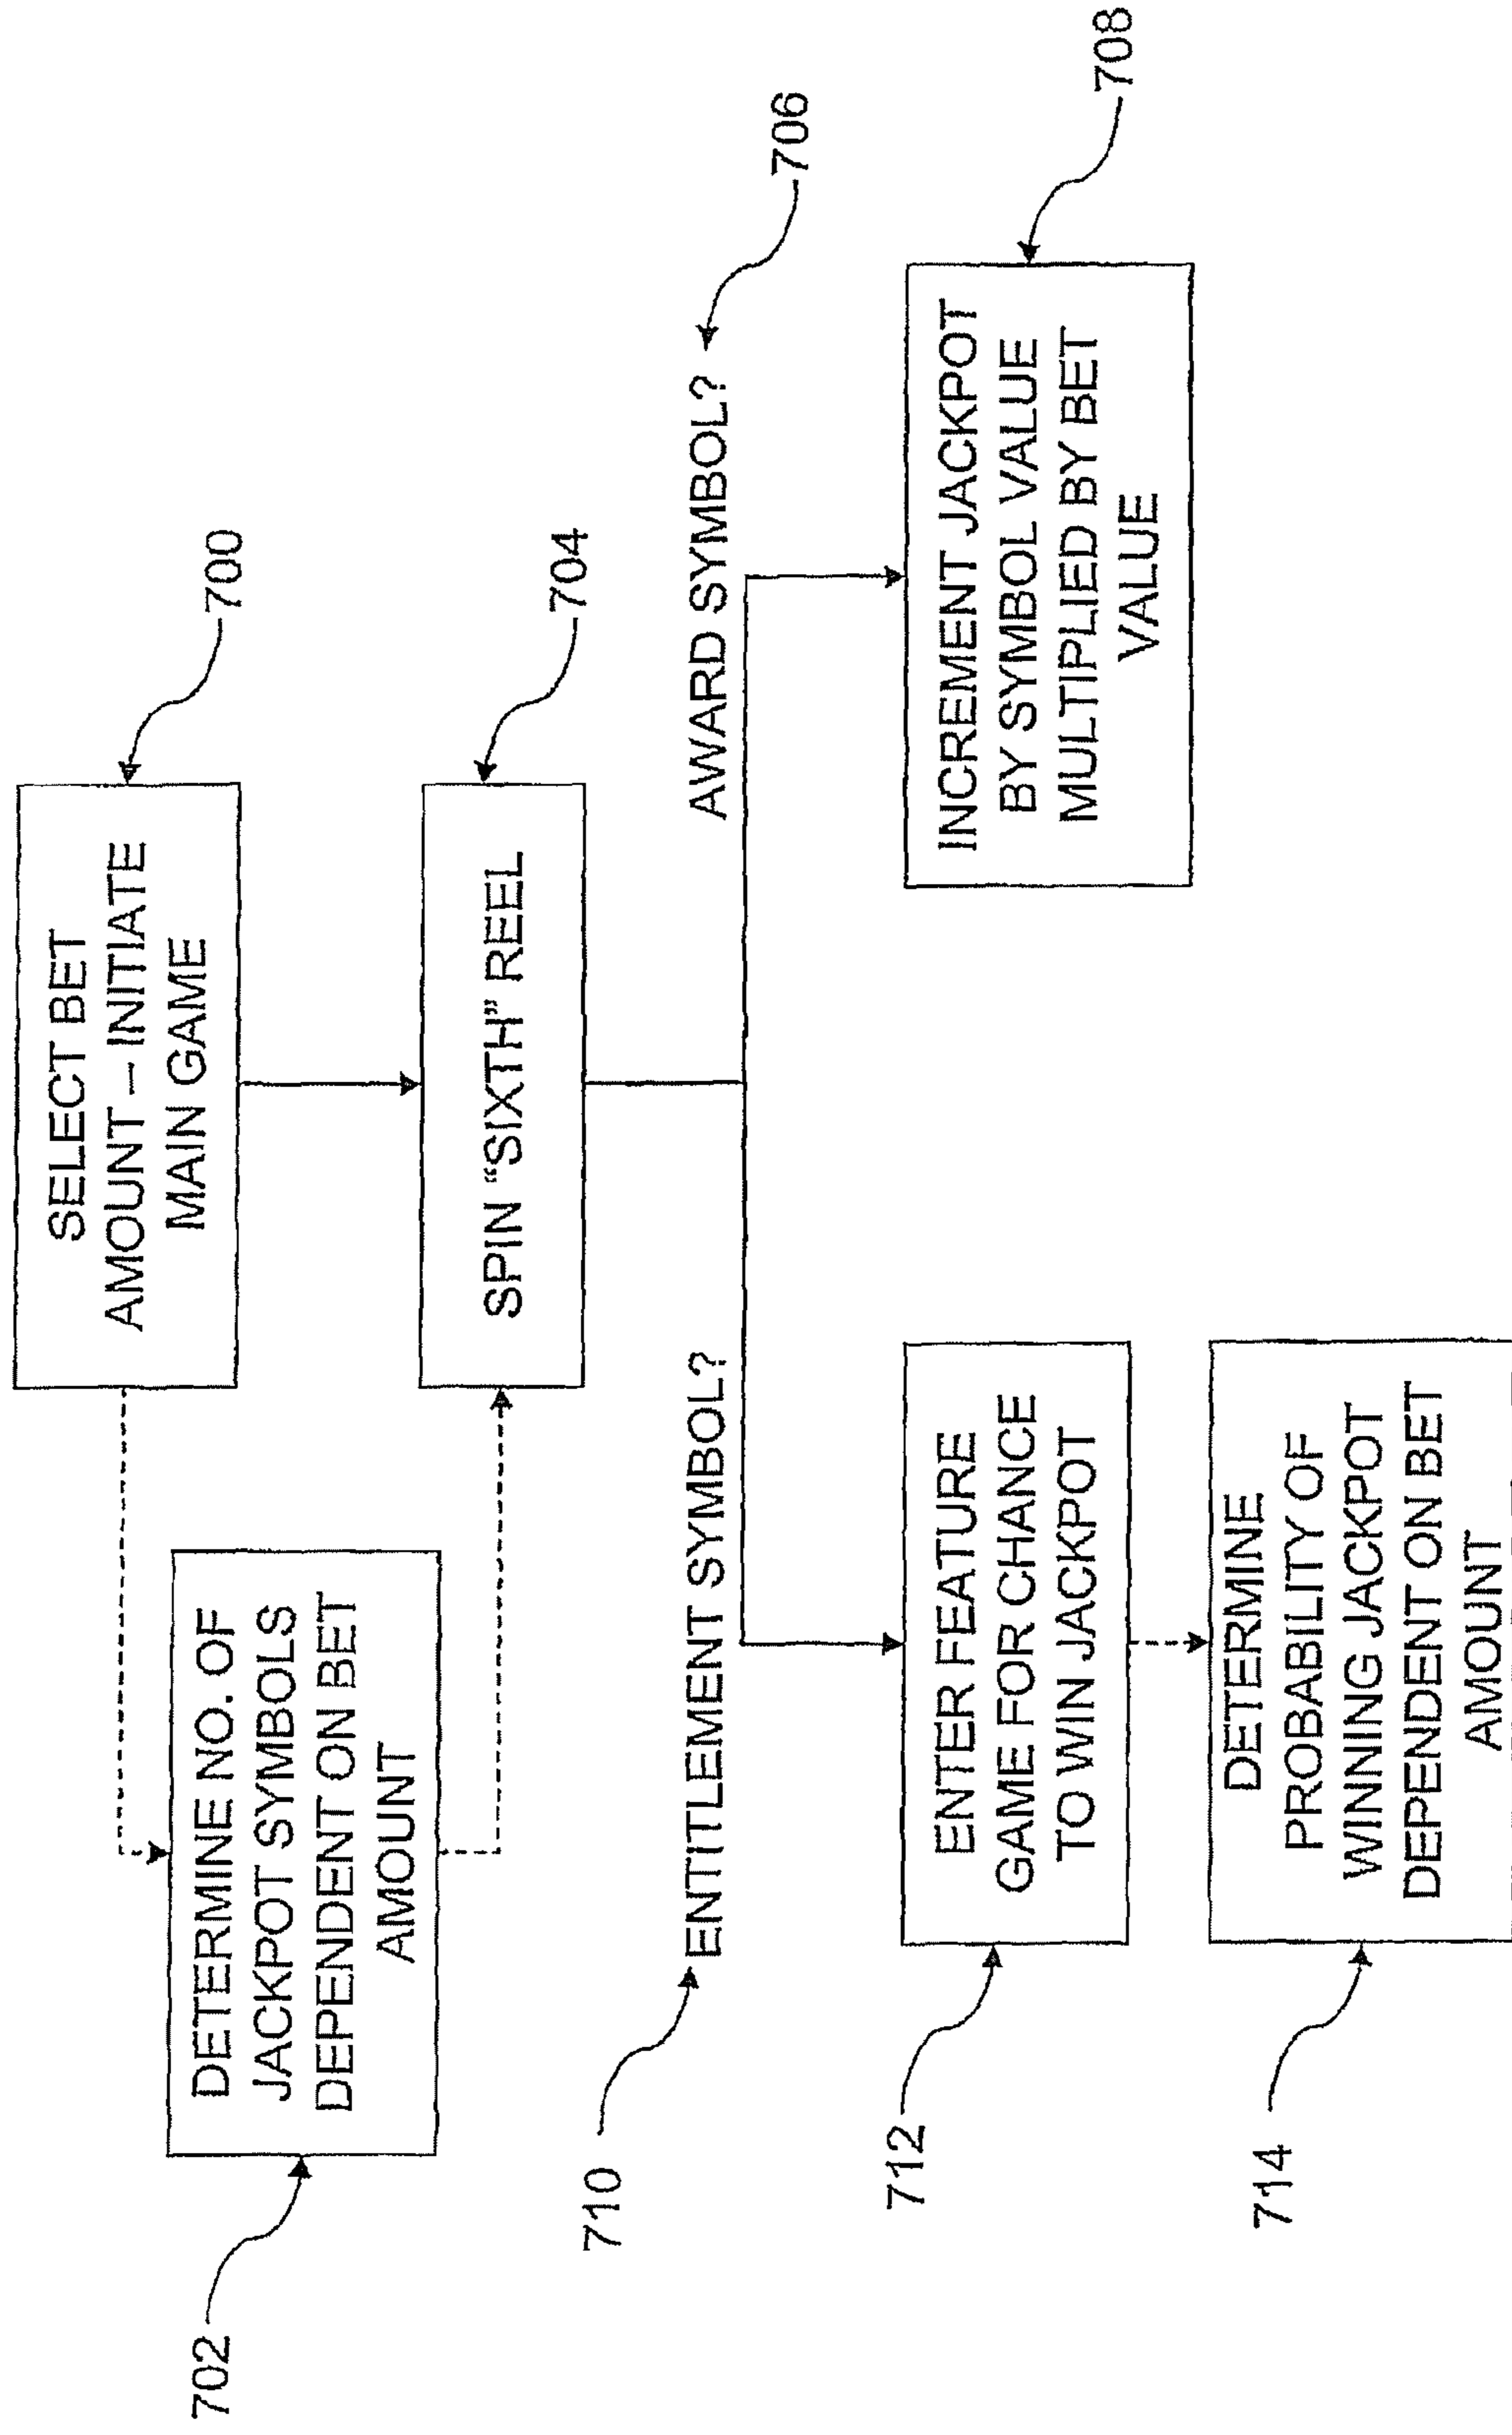 SELECT BET
AMOUNT – INITIATE
MAIN GAME
700
DETERMINE NO. OF
JACKPOT SYMBOLS
DEPENDENT ON BET
AMOUNT
702
SPIN “SIXTH” REEL
704
710
ENTITLEMENT SYMBOL?
AWARD SYMBOL?
706
ENTER FEATURE
GAME FOR CHANCE
TO WIN JACKPOT
712
INCREMENT JACKPOT
BY SYMBOL VALUE
MULTIPLIED BY BET
VALUE
708
DETERMINE
PROBABILITY OF
WINNING JACKPOT
DEPENDENT ON BET
AMOUNT
714